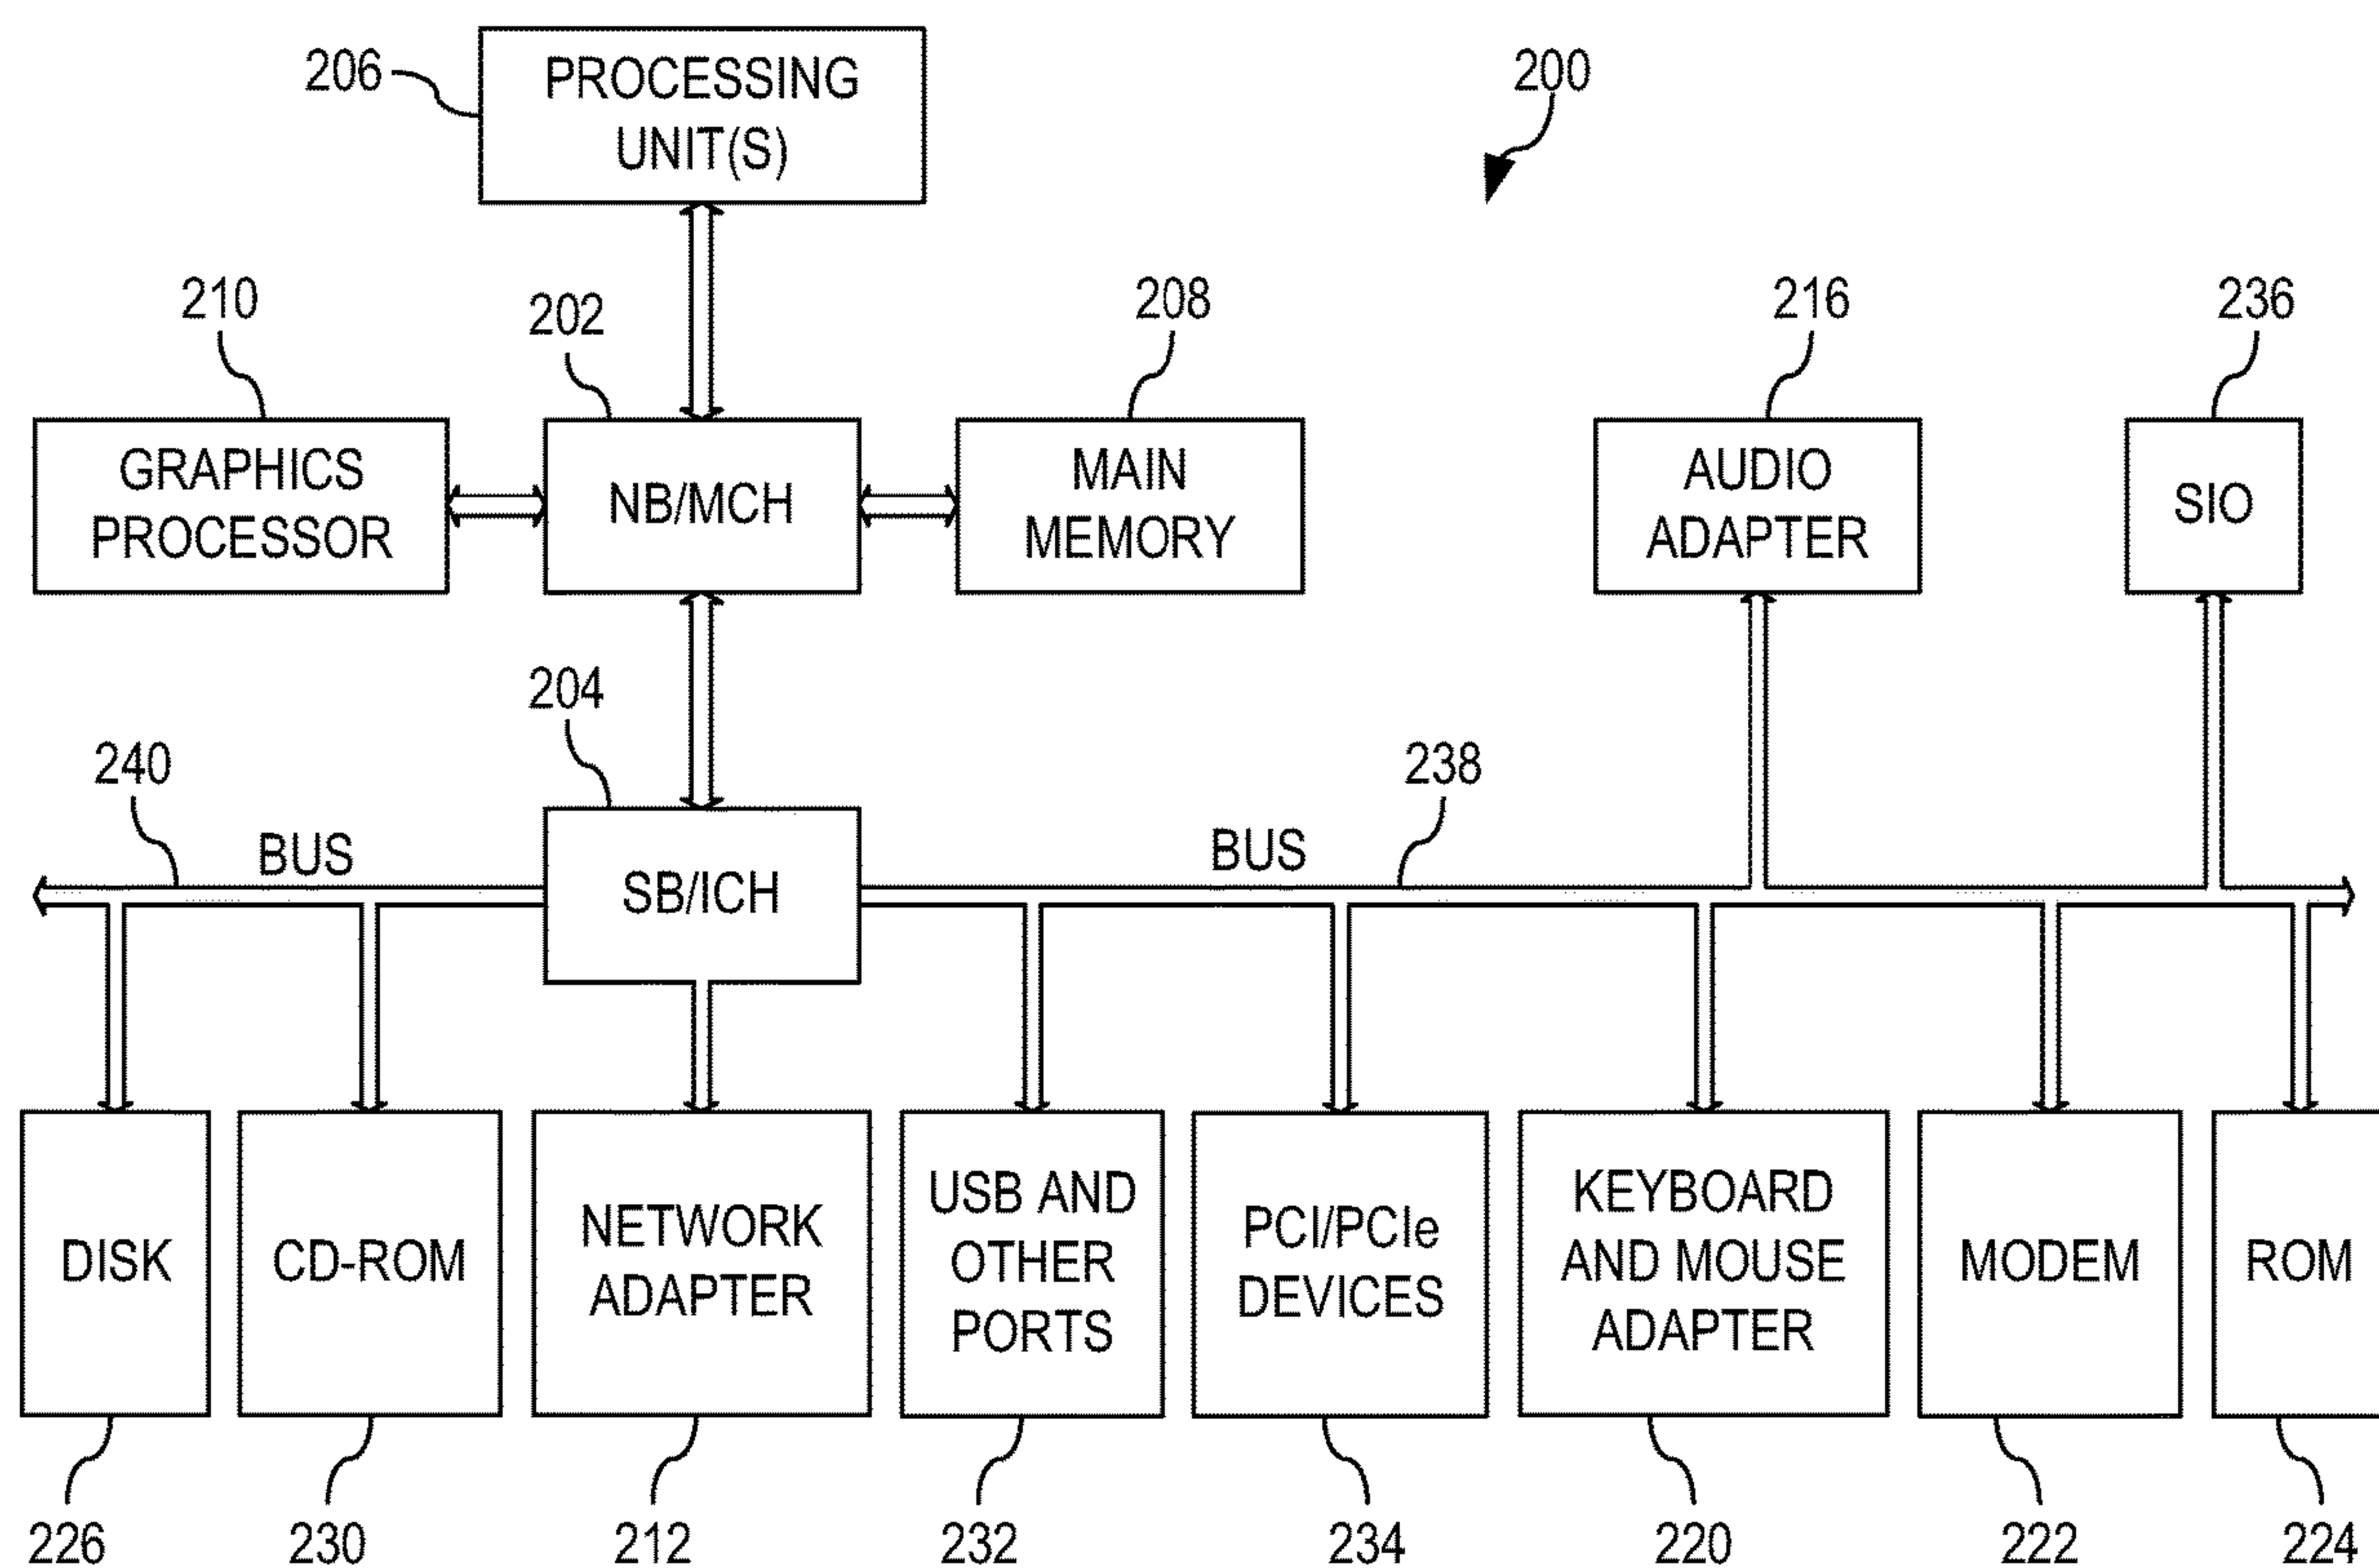 206
PROCESSING
UNIT(S)
200
210
202
208
216
236
GRAPHICS
PROCESSOR
NB/MCH
MAIN
MEMORY
AUDIO
ADAPTER
SIO
204
240
238
BUS
SB/ICH
BUS
DISK
CD-ROM
NETWORK
ADAPTER
USB AND
OTHER
PORTS
PCI/PCIe
DEVICES
KEYBOARD
AND MOUSE
ADAPTER
MODEM
ROM
226
230
212
232
234
220
222
224